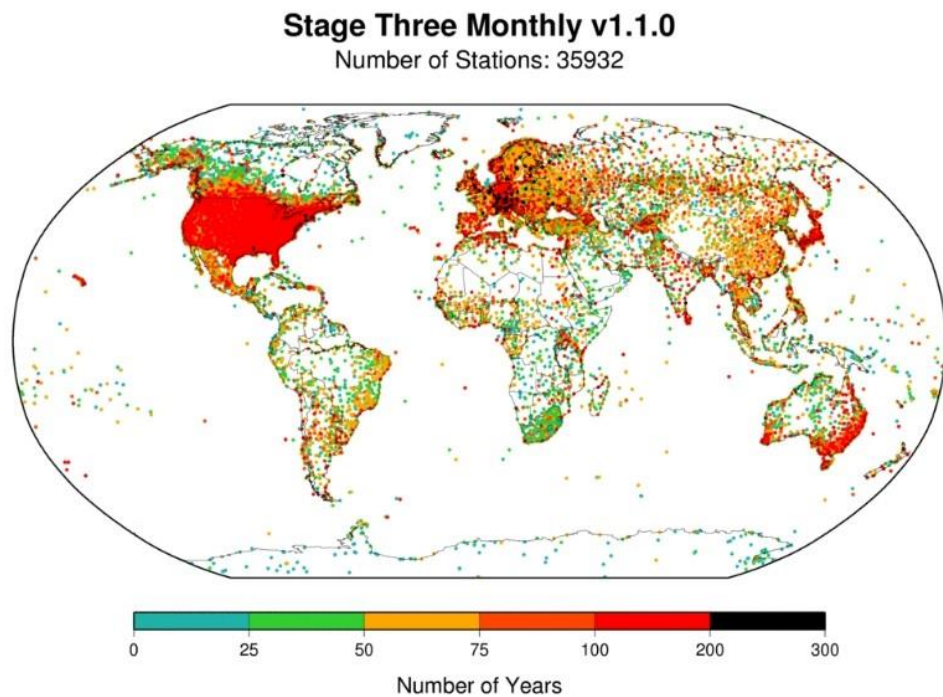 Stage Three Monthly v1.1.0
Number of Stations: 35932
0 25 50 75 100 200 300
Number of Years